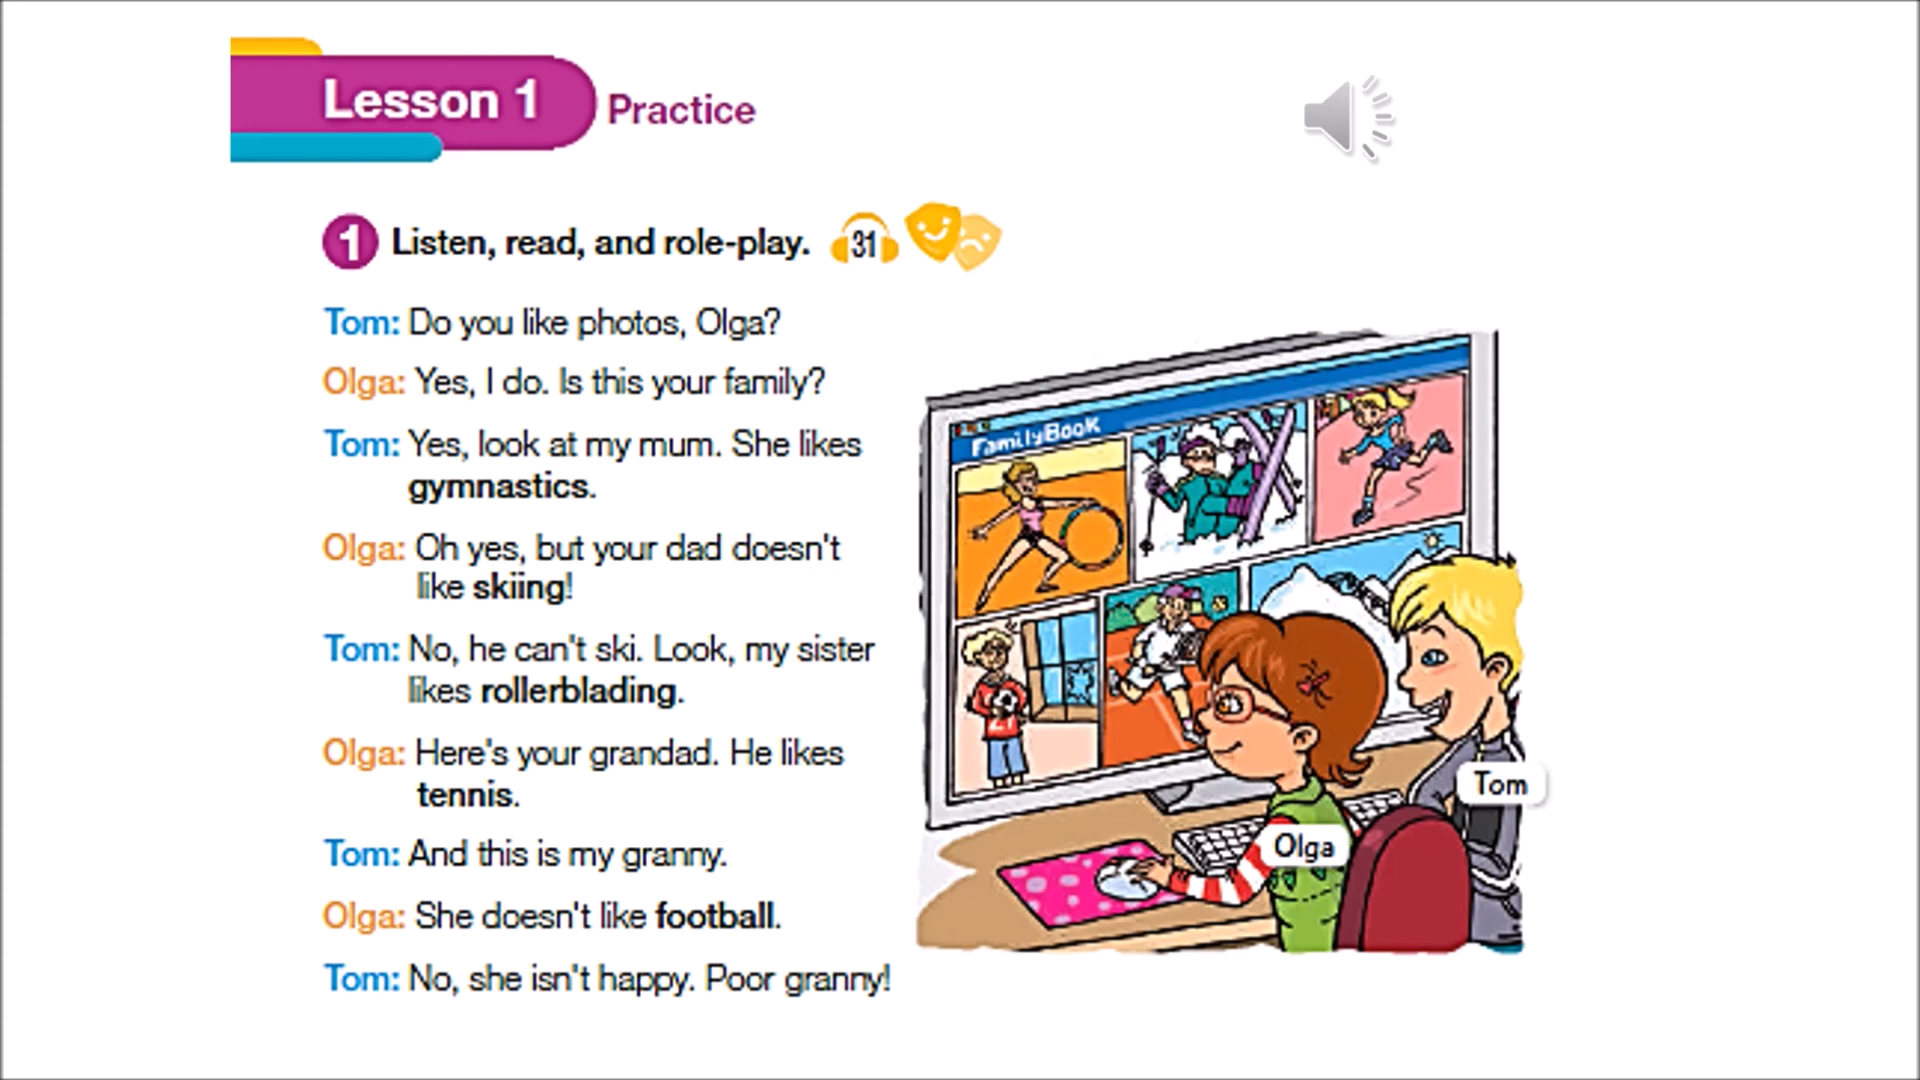 Lesson 1 Practice
1 Listen, read, and role-play. 31
Tom: Do you like photos, Olga?
Olga: Yes, I do. Is this your family?
Tom: Yes, look at my mum. She likes
gymnastics.
Olga: Oh yes, but your dad doesn't
like skiing!
Tom: No, he can't ski. Look, my sister
likes rollerblading.
Olga: Here's your grandad. He likes
tennis.
Tom: And this is my granny.
Olga: She doesn't like football.
Tom: No, she isn't happy. Poor granny!
FamilyBook
Tom
Olga